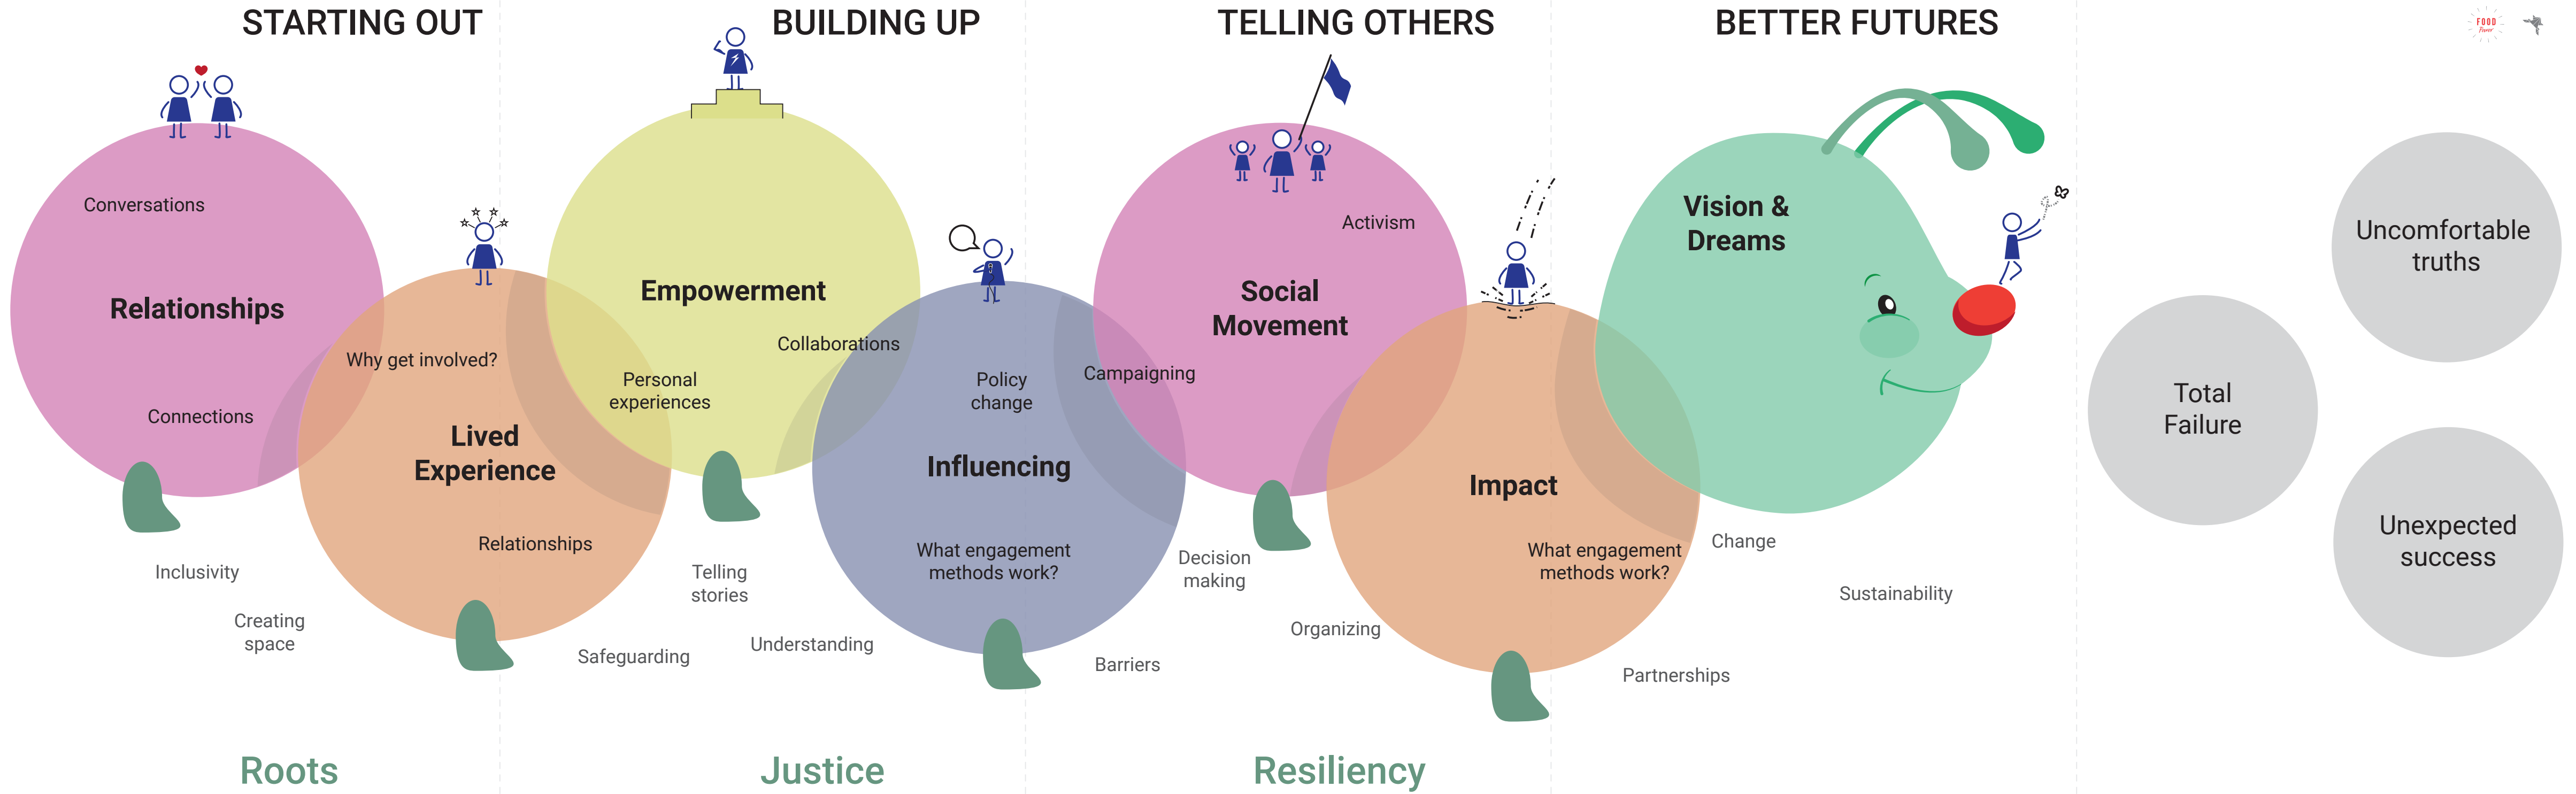 STARTING OUT
BUILDING UP
TELLING OTHERS
BETTER FUTURES
FOOD
Power
Conversations
Relationships
Connections
Why get involved?
Lived
Experience
Relationships
Empowerment
Collaborations
Personal
experiences
Policy
change
Influencing
What engagement
methods work?
Activism
Social
Movement
Campaigning
Impact
What engagement
methods work?
Vision &
Dreams
Uncomfortable
truths
Total
Failure
Unexpected
success
Inclusivity
Creating
space
Safeguarding
Telling
stories
Understanding
Barriers
Decision
making
Organizing
Partnerships
Change
Sustainability
Roots
Justice
Resiliency